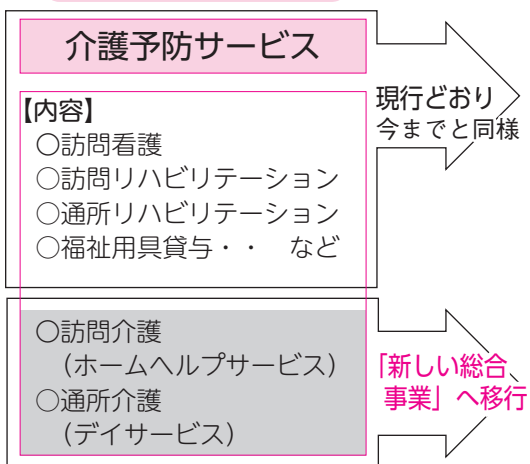 介護予防サービス
【内容】
○訪問看護
○訪問リハビリテーション
○通所リハビリテーション
○福祉用具貸与・・　など
現行どおり
今までと同様
○訪問介護
（ホームヘルプサービス）
○通所介護
（デイサービス）
「新しい総合
事業」へ移行